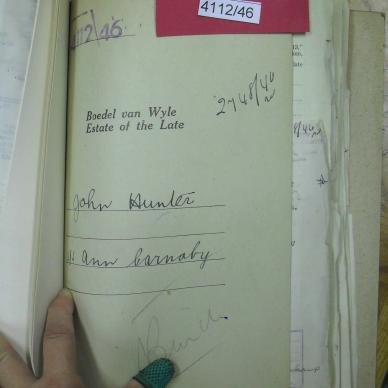 4112/46
4112/46
2748/40
Boedel van Wyle
Estate of the Late
John Hunter
Ann Carnaby